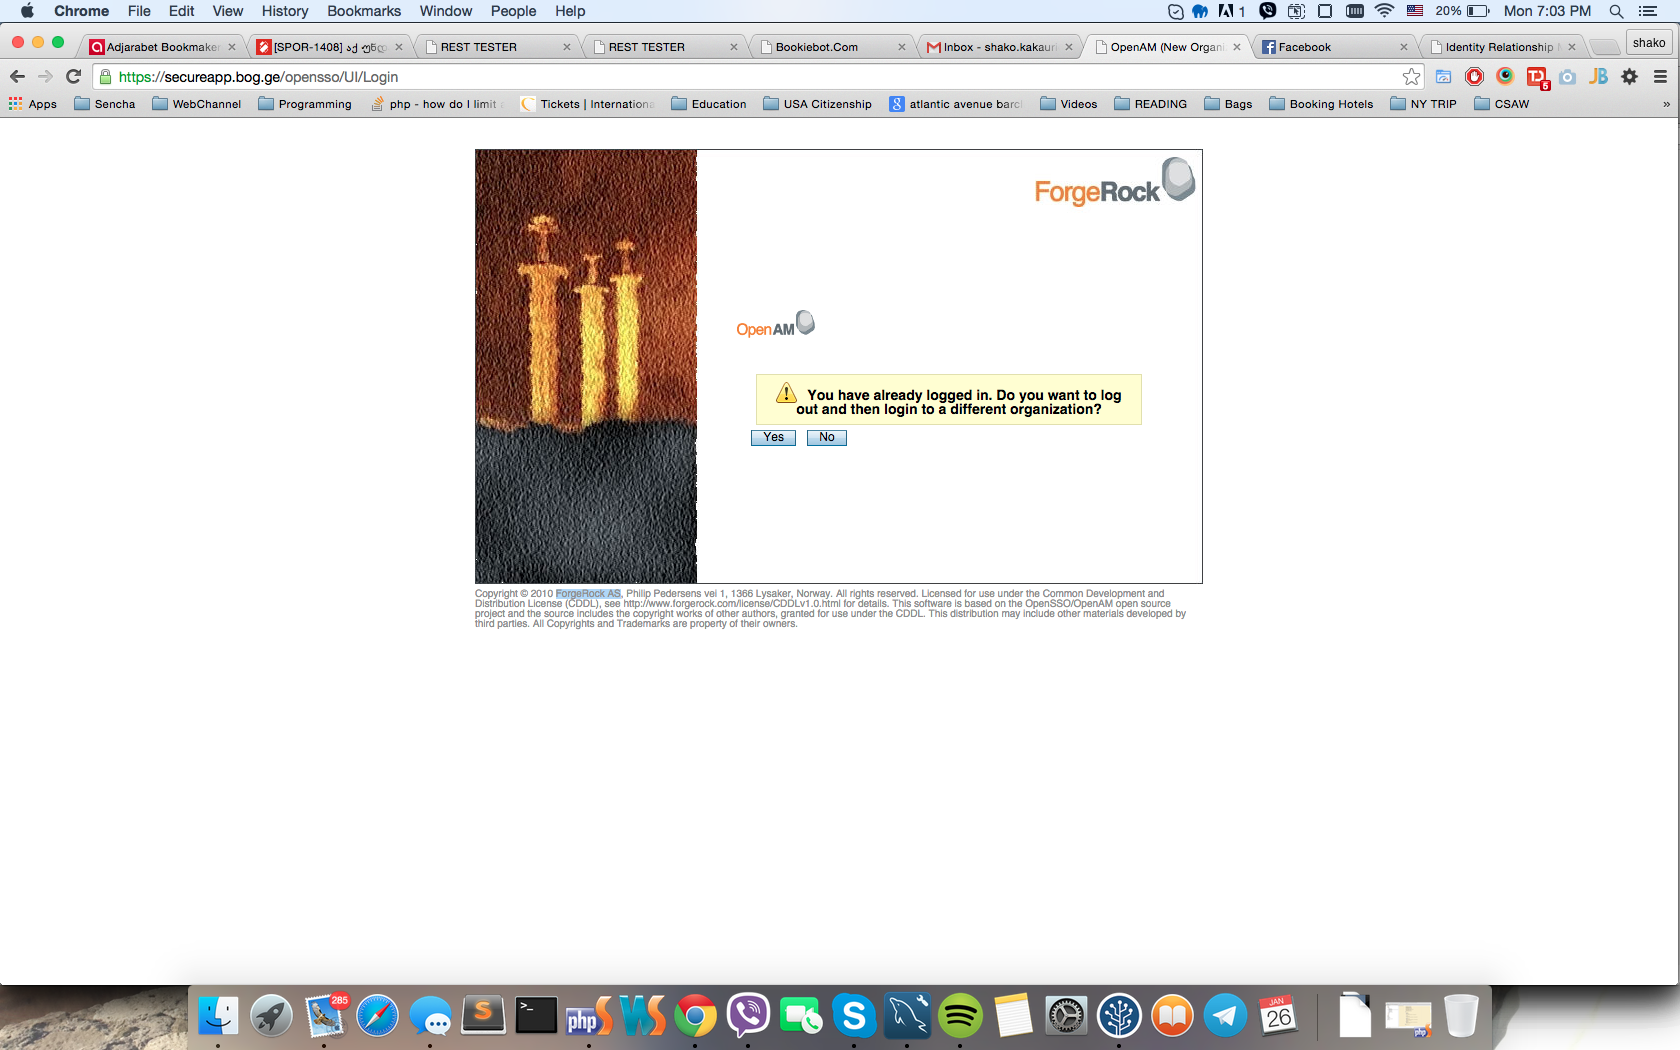 Chrome File Edit View History Bookmarks Window People Help 1 20% Mon 7:03 PM
Adjarabet Bookmaker [SPOR-1408] აქ REST TESTER REST TESTER Bookiebot.Com Inbox - shako.kakauri OpenAM (New Organi Facebook Identity Relationship shako
https://secureapp.bog.ge/opensso/UI/Login 5
Apps Sencha WebChannel Programming php - how do I limit Tickets | Internationa Education USA Citizenship 8 atlantic avenue barc Videos READING Bags Booking Hotels NY TRIP CSAW »
ForgeRock
OpenAM
You have already logged in. Do you want to log
out and then login to a different organization?
Yes No
Copyright © 2010 ForgeRock AS, Philip Pedersens vei 1, 1366 Lysaker, Norway. All rights reserved. Licensed for use under the Common Development and
Distribution License (CDDL), see http://www.forgerock.com/license/CDDLv1.0.html for details. This software is based on the OpenSSO/OpenAM open source
project and the source includes the copyright works of other authors, granted for use under the CDDL. This distribution may include other materials developed by
third parties. All Copyrights and Trademarks are property of their owners.
285 S >_ php S WS S JAN 26 php